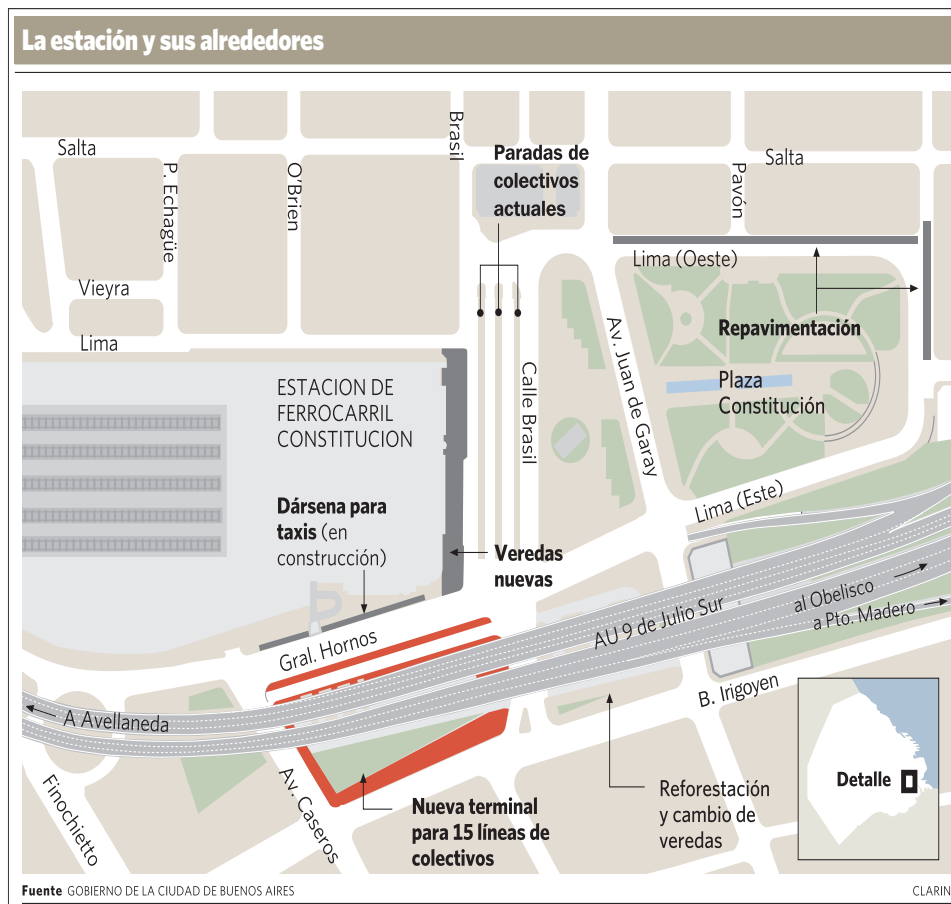 La estación y sus alrededores
Salta
P. Echagüe
O'Brien
Brasil
Paradas de
colectivos
actuales
Pavón
Salta
Lima (Oeste)
Vieyra
Lima
Repavimentación
Av. Juan de Garay
Calle Brasil
Plaza
Constitución
ESTACION DE
FERROCARRIL
CONSTITUCION
Lima (Este)
Dársena para
taxis (en
construcción)
Veredas
nuevas
al Obelisco
a Pto. Madero
AU 9 de Julio Sur
Gral. Hornos
B. Irigoyen
A Avellaneda
Finochietto
Av. Caseros
Nueva terminal
para 15 líneas de
colectivos
Reforestación
y cambio de
veredas
Detalle
Fuente GOBIERNO DE LA CIUDAD DE BUENOS AIRES
CLARIN